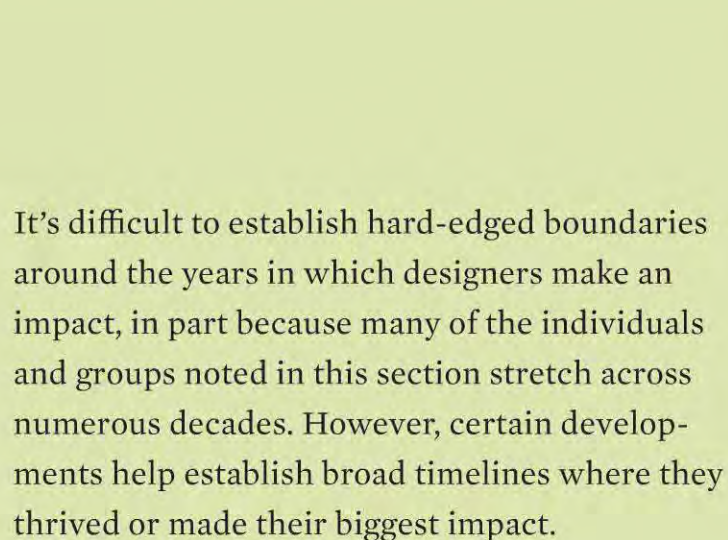 It’s difficult to establish hard-edged boundaries
around the years in which designers make an
impact, in part because many of the individuals
and groups noted in this section stretch across
numerous decades. However, certain develop-
ments help establish broad timelines where they
thrived or made their biggest impact.